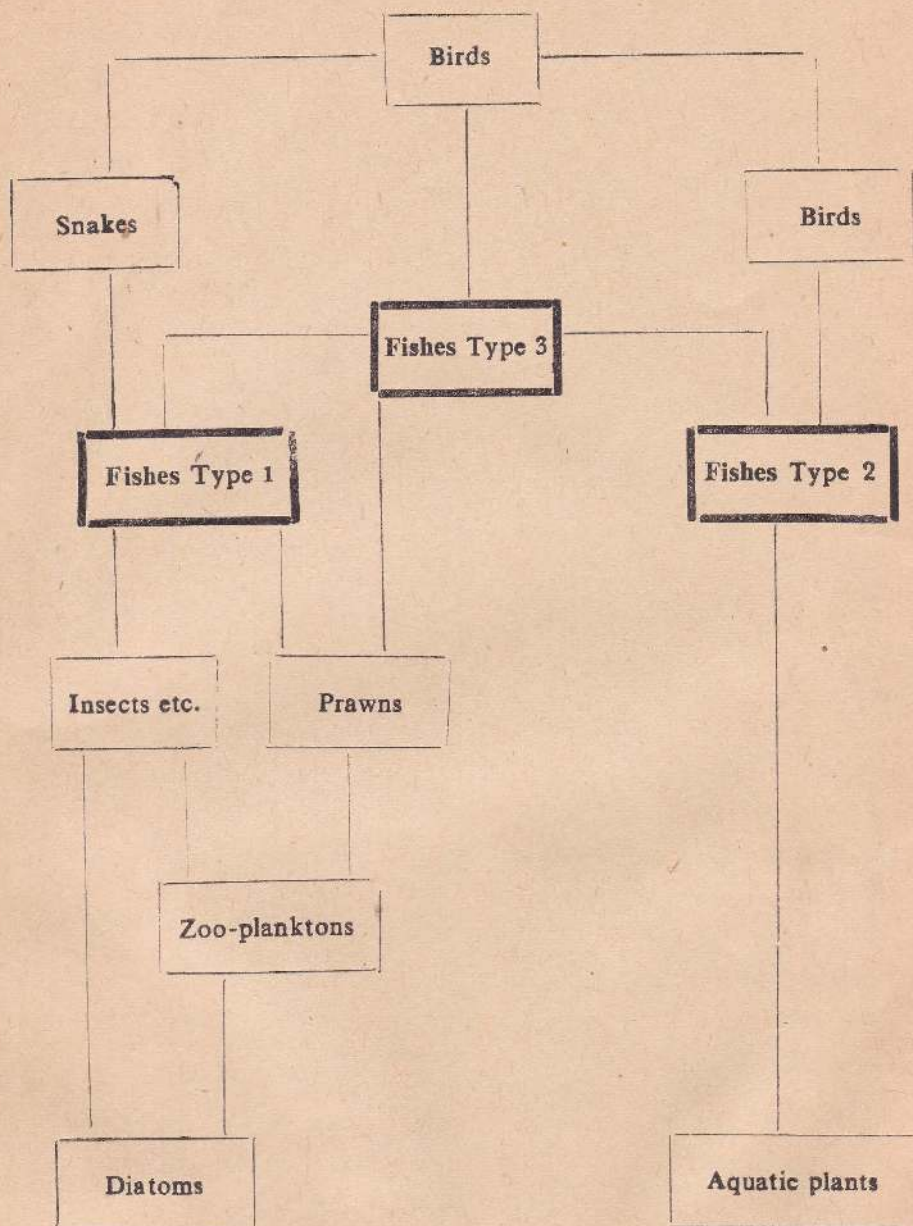 Birds
Snakes
Birds
Fishes Type 3
Fishes Type 1
Fishes Type 2
Insects etc.
Prawns
Zoo-planktons
Diatoms
Aquatic plants